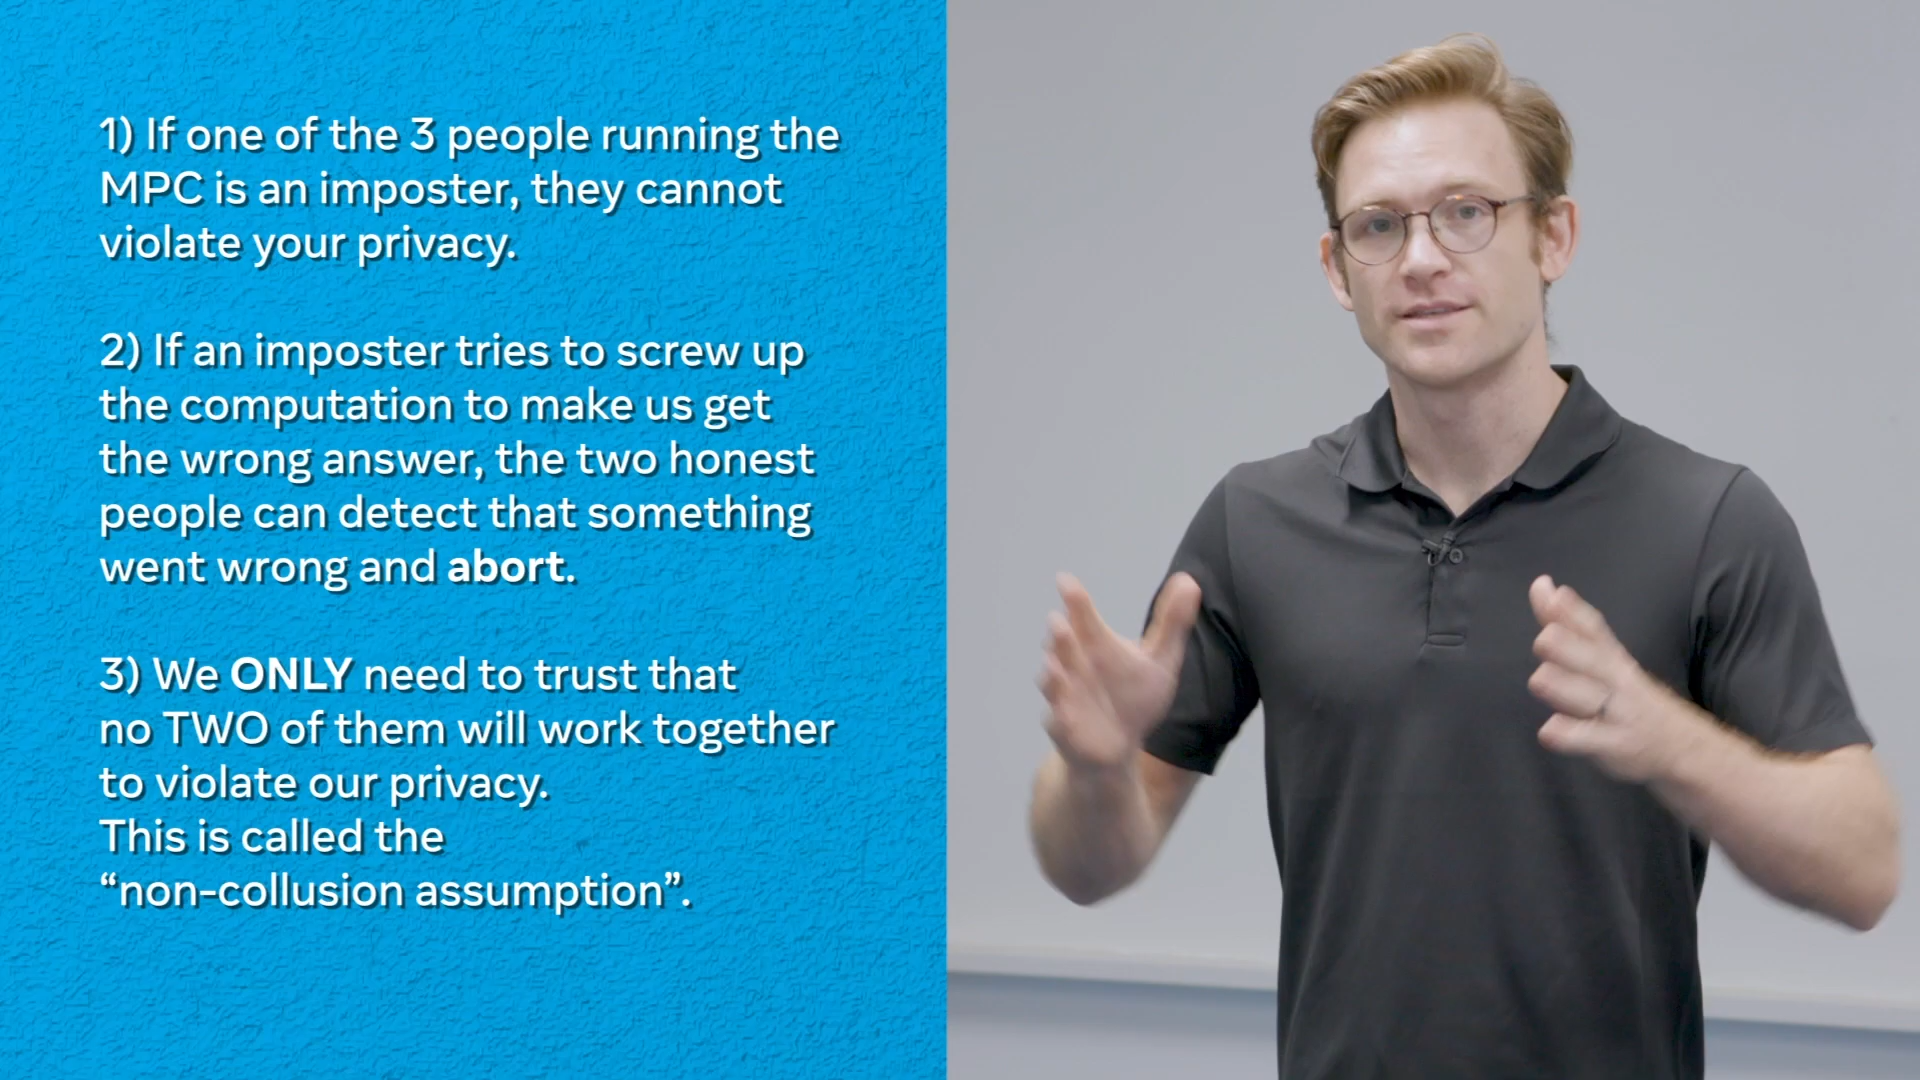 1) If one of the 3 people running the
MPC is an imposter, they cannot
violate your privacy.
2) If an imposter tries to screw up
the computation to make us get
the wrong answer, the two honest
people can detect that something
went wrong and abort.
3) We ONLY need to trust that
no TWO of them will work together
to violate our privacy.
This is called the
“non-collusion assumption”.